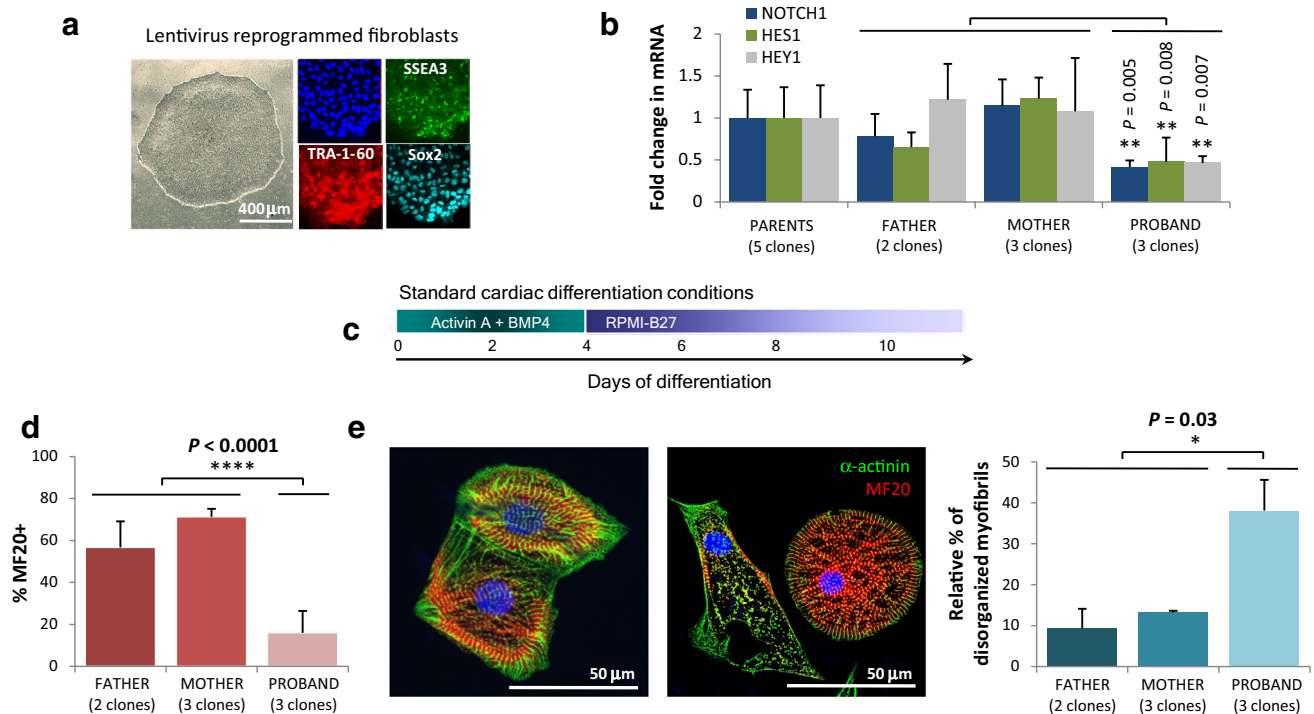 a
Lentivirus reprogrammed fibroblasts
SSEA3
TRA-1-60
Sox2
400 µm
b
NOTCH1
HES1
HEY1
Fold change in mRNA
2
1.5
1
0.5
0
** P = 0.005
** P = 0.008
** P = 0.007
PARENTS
(5 clones)
FATHER
(2 clones)
MOTHER
(3 clones)
PROBAND
(3 clones)
c
Standard cardiac differentiation conditions
Activin A + BMP4
RPMI-B27
0 2 4 6 8 10
Days of differentiation
d
P < 0.0001
****
% MF20+
100
80
60
40
20
0
FATHER
(2 clones)
MOTHER
(3 clones)
PROBAND
(3 clones)
e
50 µm
α-actinin
MF20
50 µm
P = 0.03
*
Relative % of
disorganized myofibrils
50
40
30
20
10
0
FATHER
(2 clones)
MOTHER
(3 clones)
PROBAND
(3 clones)